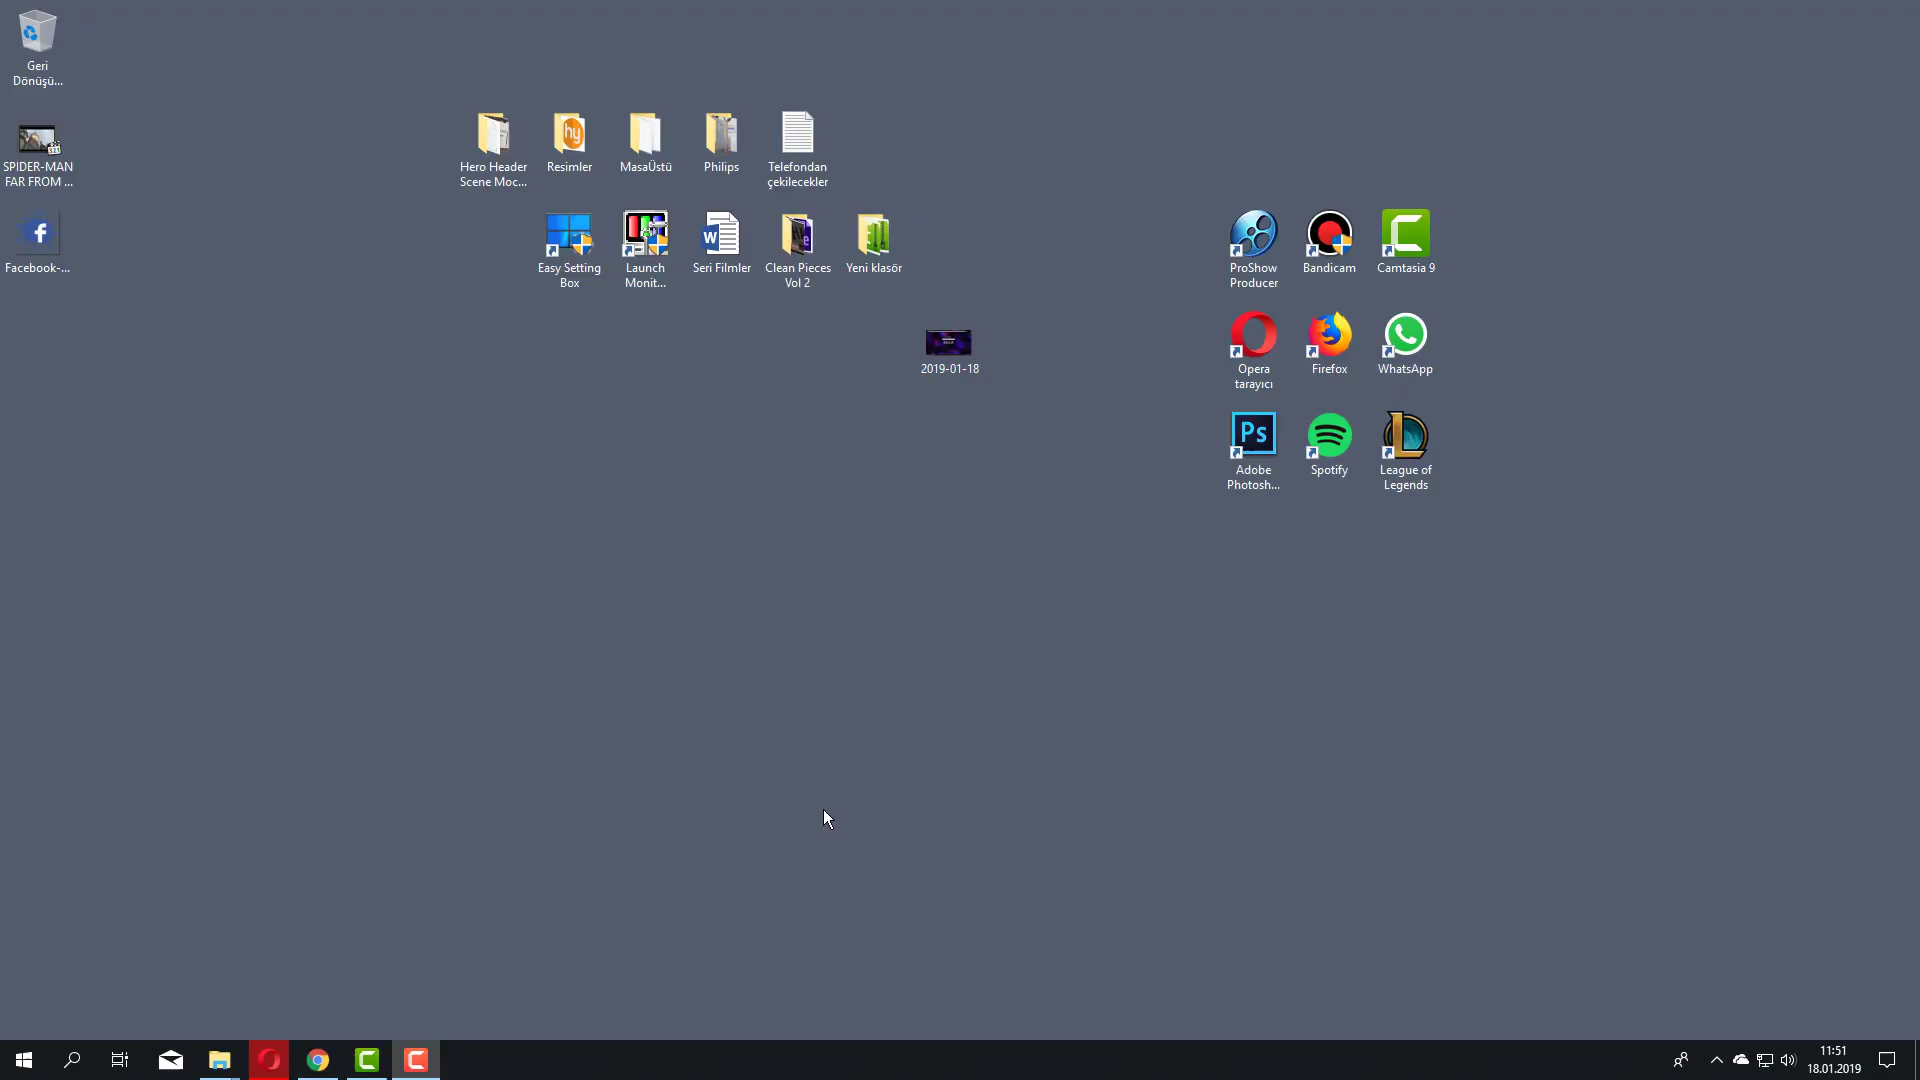 Geri
Dönüşü...
SPIDER-MAN
FAR FROM ...
Facebook-...
Hero Header
Scene Moc...
Resimler
MasaÜstü
Philips
Telefondan
çekilecekler
Easy Setting
Box
Launch
Monit...
Seri Filmler
Clean Pieces
Vol 2
Yeni klasör
2019-01-18
ProShow
Producer
Bandicam
Camtasia 9
Opera
tarayıcı
Firefox
WhatsApp
Adobe
Photosh...
Spotify
League of
Legends
hy
Ps
11:51
18.01.2019